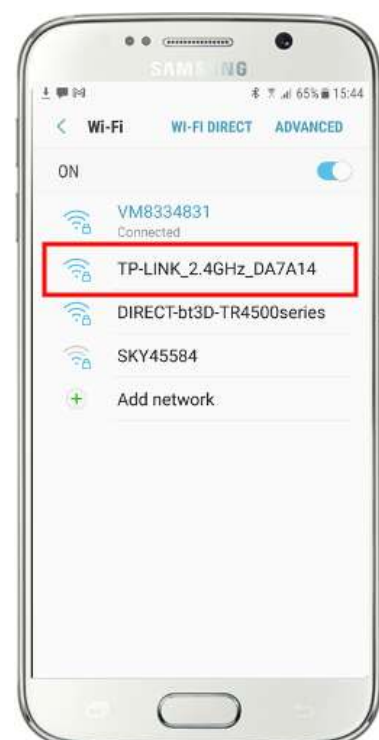 SAMSUNG
65% 15:44
< Wi-Fi WI-FI DIRECT ADVANCED
ON
VM8334831
Connected
TP-LINK_2.4GHz_DA7A14
DIRECT-bt3D-TR4500series
SKY45584
+ Add network